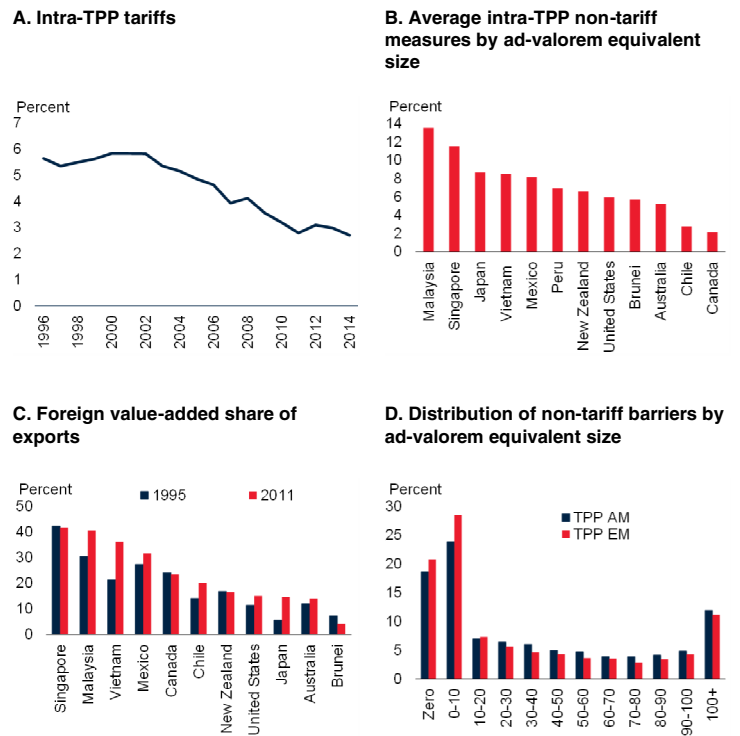 A. Intra-TPP tariffs
Percent
7
6
5
4
3
2
1
0
1996
1998
2000
2002
2004
2006
2008
2010
2012
2014
B. Average intra-TPP non-tariff
measures by ad-valorem equivalent
size
Percent
14
12
10
8
6
4
2
0
Malaysia
Singapore
Japan
Vietnam
Mexico
Peru
New Zealand
United States
Brunei
Australia
Chile
Canada
C. Foreign value-added share of
exports
Percent
1995
2011
50
40
30
20
10
0
Singapore
Malaysia
Vietnam
Mexico
Canada
Chile
New Zealand
United States
Japan
Australia
Brunei
D. Distribution of non-tariff barriers by
ad-valorem equivalent size
Percent
30
25
20
15
10
5
0
TPP AM
TPP EM
Zero
0-10
10-20
20-30
30-40
40-50
50-60
60-70
70-80
80-90
90-100
100+